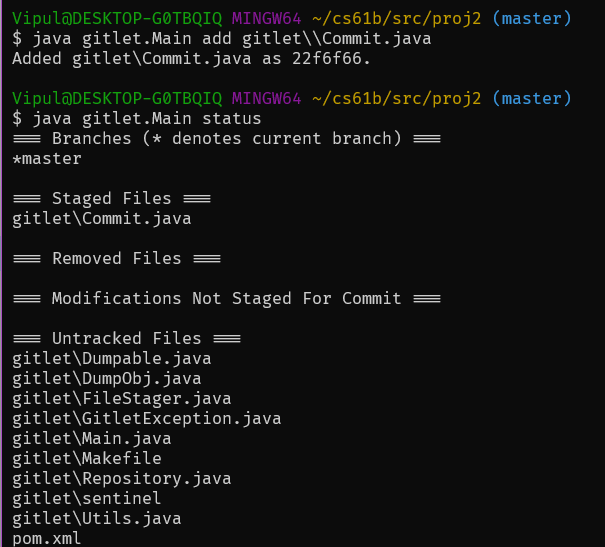 Vipul@DESKTOP-G0TBQIQ MINGW64 ~/cs61b/src/proj2 (master)
$ java gitlet.Main add gitlet\\Commit.java
Added gitlet\Commit.java as 22f6f66.
Vipul@DESKTOP-G0TBQIQ MINGW64 ~/cs61b/src/proj2 (master)
$ java gitlet.Main status
=== Branches (* denotes current branch) ===
*master
=== Staged Files ===
gitlet\Commit.java
=== Removed Files ===
=== Modifications Not Staged For Commit ===
=== Untracked Files ===
gitlet\Dumpable.java
gitlet\DumpObj.java
gitlet\FileStager.java
gitlet\GitletException.java
gitlet\Main.java
gitlet\Makefile
gitlet\Repository.java
gitlet\sentinel
gitlet\Utils.java
pom.xml